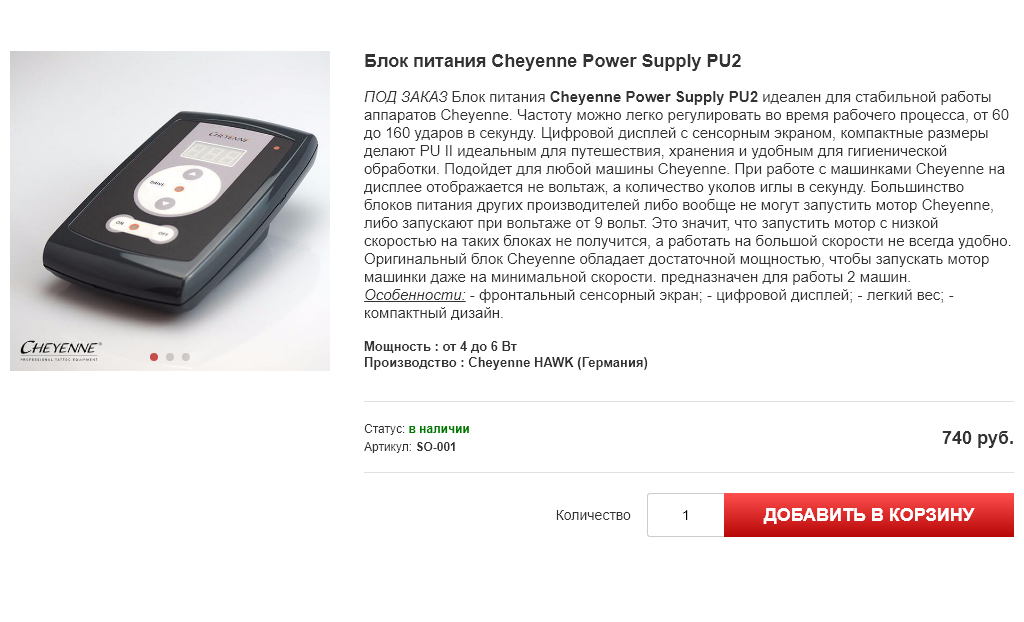 Блок питания Cheyenne Power Supply PU2
ПОД ЗАКАЗ Блок питания Cheyenne Power Supply PU2 идеален для стабильной работы
аппаратов Cheyenne. Частоту можно легко регулировать во время рабочего процесса, от 60
до 160 ударов в секунду. Цифровой дисплей с сенсорным экраном, компактные размеры
делают PU II идеальным для путешествия, хранения и удобным для гигиенической
обработки. Подойдет для любой машины Cheyenne. При работе с машинками Cheyenne на
дисплее отображается не вольтаж, а количество уколов иглы в секунду. Большинство
блоков питания других производителей либо вообще не могут запустить мотор Cheyenne,
либо запускают при вольтаже от 9 вольт. Это значит, что запустить мотор с низкой
скоростью на таких блоках не получится, а работать на большой скорости не всегда удобно.
Оригинальный блок Cheyenne обладает достаточной мощностью, чтобы запускать мотор
машинки даже на минимальной скорости. предназначен для работы 2 машин.
Особенности: - фронтальный сенсорный экран; - цифровой дисплей; - легкий вес; -
компактный дизайн.
Мощность : от 4 до 6 Вт
Производство : Cheyenne HAWK (Германия)
Статус: в наличии
Артикул: SO-001
740 руб.
Количество
1
ДОБАВИТЬ В КОРЗИНУ
CHEYENNE
ON
OFF
CHEYENNE®
PROFESSIONAL TATTOO EQUIPMENT